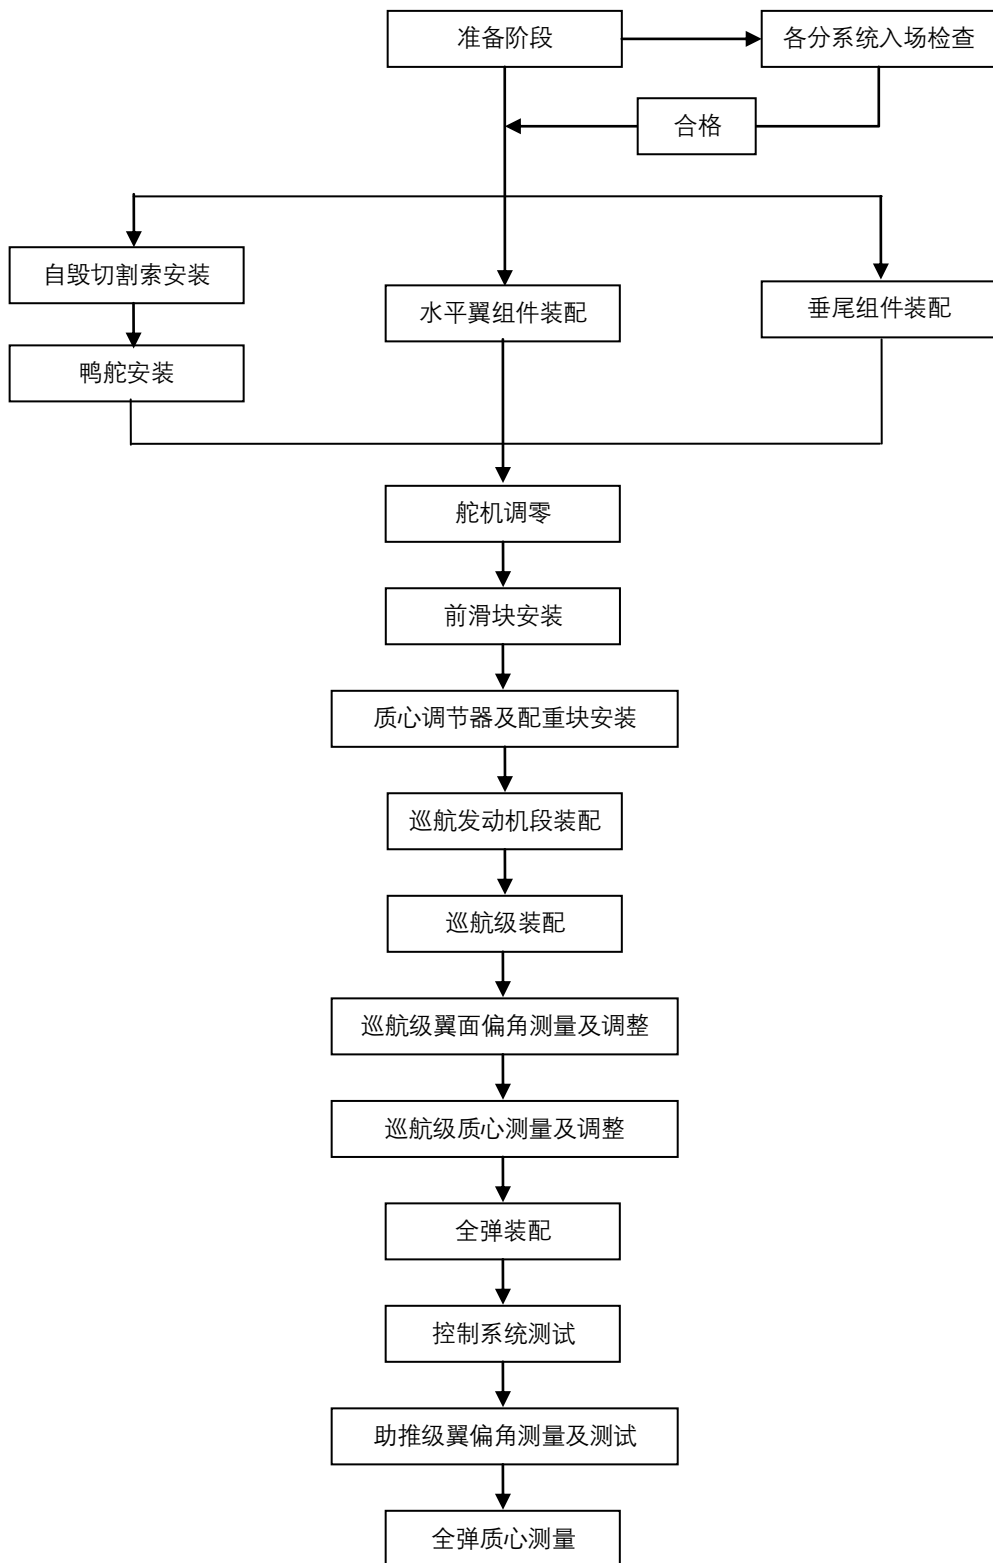 准备阶段
各分系统入场检查
合格
自毁切割索安装
水平翼组件装配
垂尾组件装配
鸭舵安装
舵机调零
前滑块安装
质心调节器及配重块安装
巡航发动机段装配
巡航级装配
巡航级翼面偏角测量及调整
巡航级质心测量及调整
全弹装配
控制系统测试
助推级翼偏角测量及测试
全弹质心测量